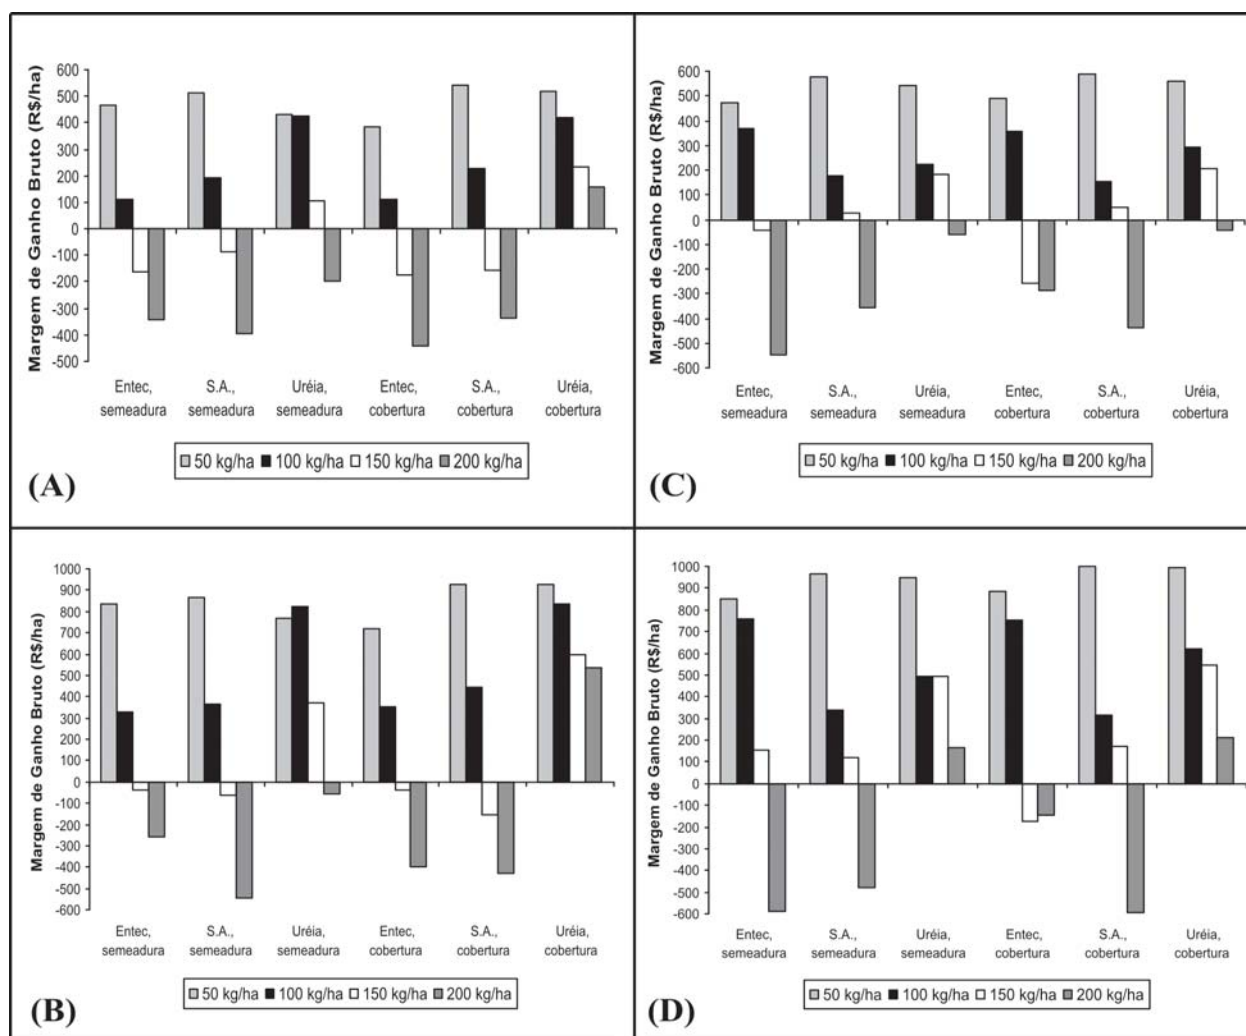 Margem de Ganho Bruto (R$/ha)
600
500
400
300
200
100
0
-100
-200
-300
-400
-500
Entec, S.A., Uréia, Entec, S.A., Uréia,
semeadura semeadura semeadura cobertura cobertura cobertura
50 kg/ha 100 kg/ha 150 kg/ha 200 kg/ha
(A)
Margem de Ganho Bruto (R$/ha)
600
500
400
300
200
100
0
-100
-200
-300
-400
-500
-600
Entec, S.A., Uréia, Entec, S.A., Uréia,
semeadura semeadura semeadura cobertura cobertura cobertura
50 kg/ha 100 kg/ha 150 kg/ha 200 kg/ha
(C)
Margem de Ganho Bruto (R$/ha)
1000
900
800
700
600
500
400
300
200
100
0
-100
-200
-300
-400
-500
-600
Entec, S.A., Uréia, Entec, S.A., Uréia,
semeadura semeadura semeadura cobertura cobertura cobertura
50 kg/ha 100 kg/ha 150 kg/ha 200 kg/ha
(B)
Margem de Ganho Bruto (R$/ha)
1000
900
800
700
600
500
400
300
200
100
0
-100
-200
-300
-400
-500
-600
Entec, S.A., Uréia, Entec, S.A., Uréia,
semeadura semeadura semeadura cobertura cobertura cobertura
50 kg/ha 100 kg/ha 150 kg/ha 200 kg/ha
(D)